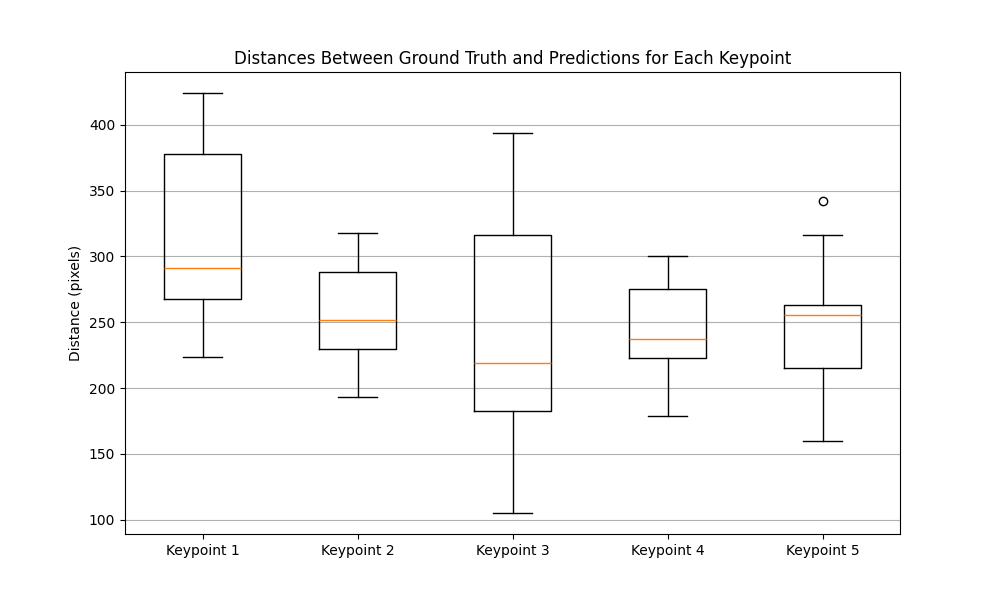 Distances Between Ground Truth and Predictions for Each Keypoint
Distance (pixels)
400
350
300
250
200
150
100
Keypoint 1 Keypoint 2 Keypoint 3 Keypoint 4 Keypoint 5